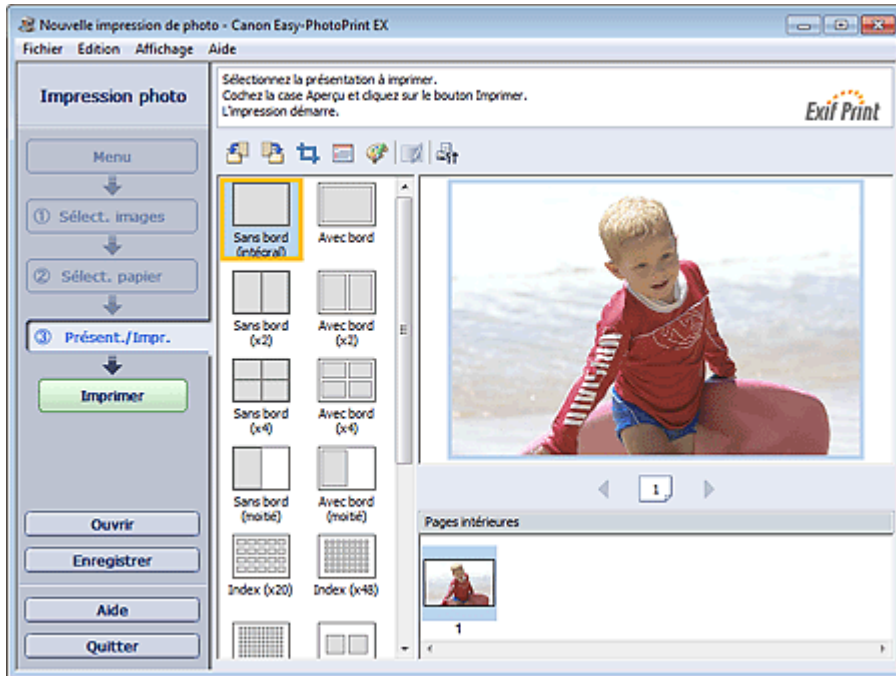 Nouvelle impression de photo - Canon Easy-PhotoPrint EX
Fichier Edition Affichage Aide
Impression photo
Sélectionnez la présentation à imprimer.
Cochez la case Aperçu et cliquez sur le bouton Imprimer.
L'impression démarre.
Exif Print
Menu
① Sélect. images
② Sélect. papier
③ Présent./Impr.
Imprimer
Ouvrir
Enregistrer
Aide
Quitter
Sans bord
(intégral)
Avec bord
Sans bord
(x2)
Avec bord
(x2)
Sans bord
(x4)
Avec bord
(x4)
Sans bord
(moitié)
Avec bord
(moitié)
Index (x20)
Index (x48)
1
Pages intérieures
1